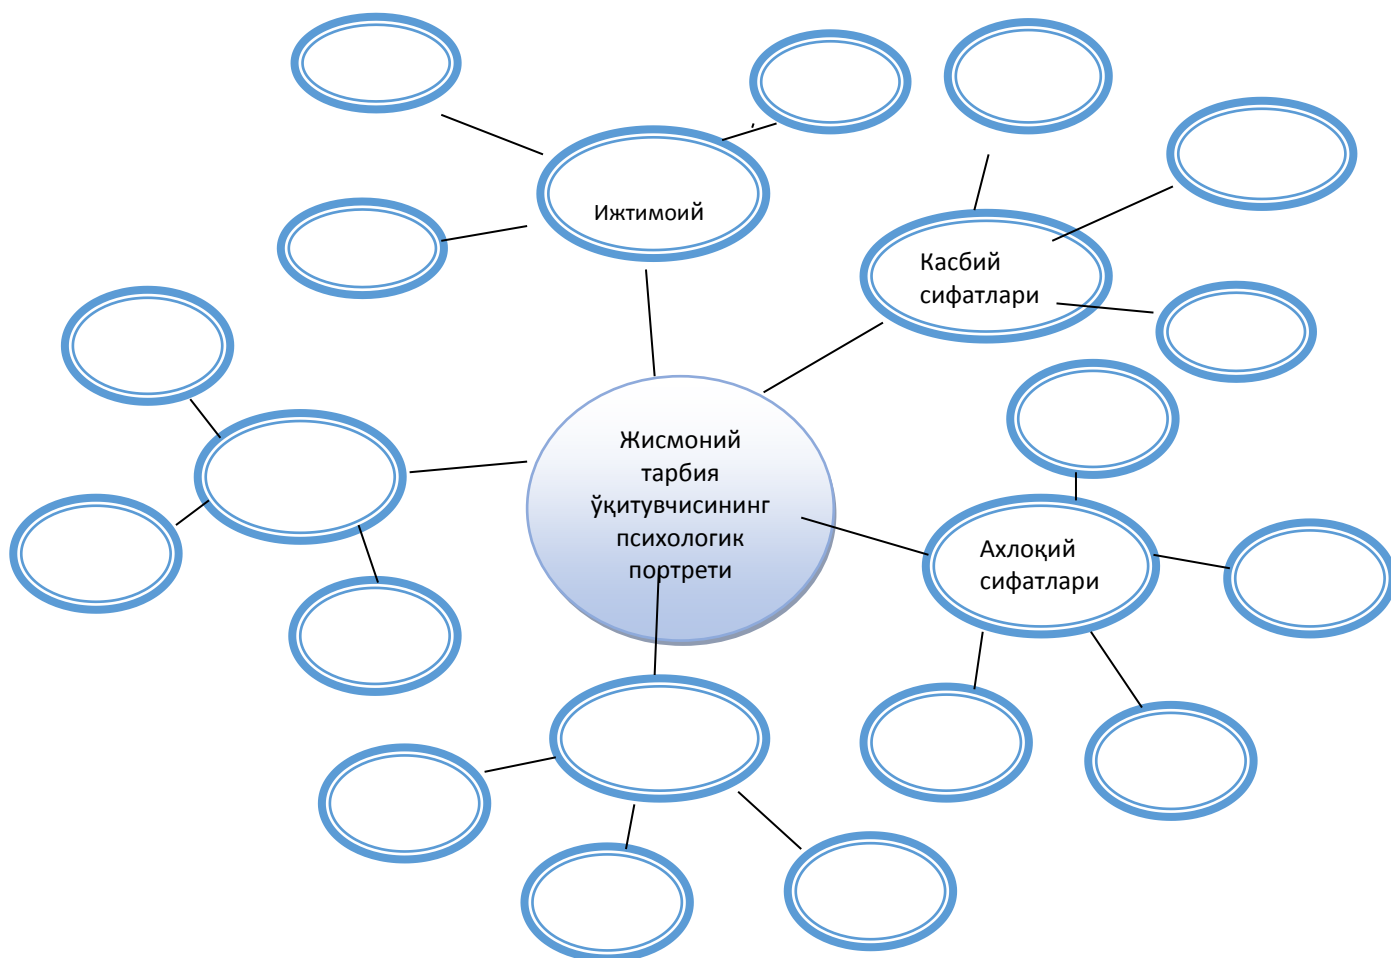 Ижтимоий
Касбий
сифатлари
Жисмоний
тарбия
ўқитувчисининг
психологик
портрети
Ахлоқий
сифатлари